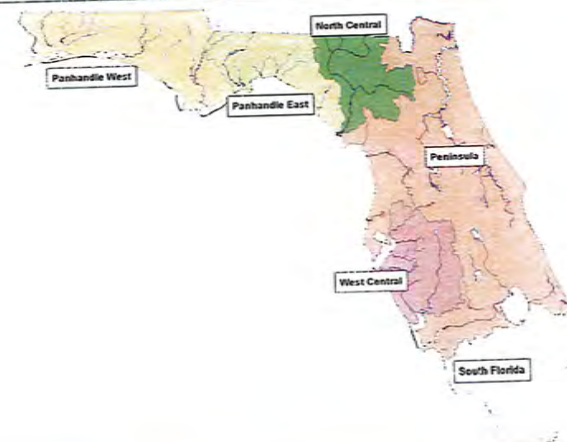 North Central
Panhandle West
Panhandle East
Peninsula
West Central
South Florida